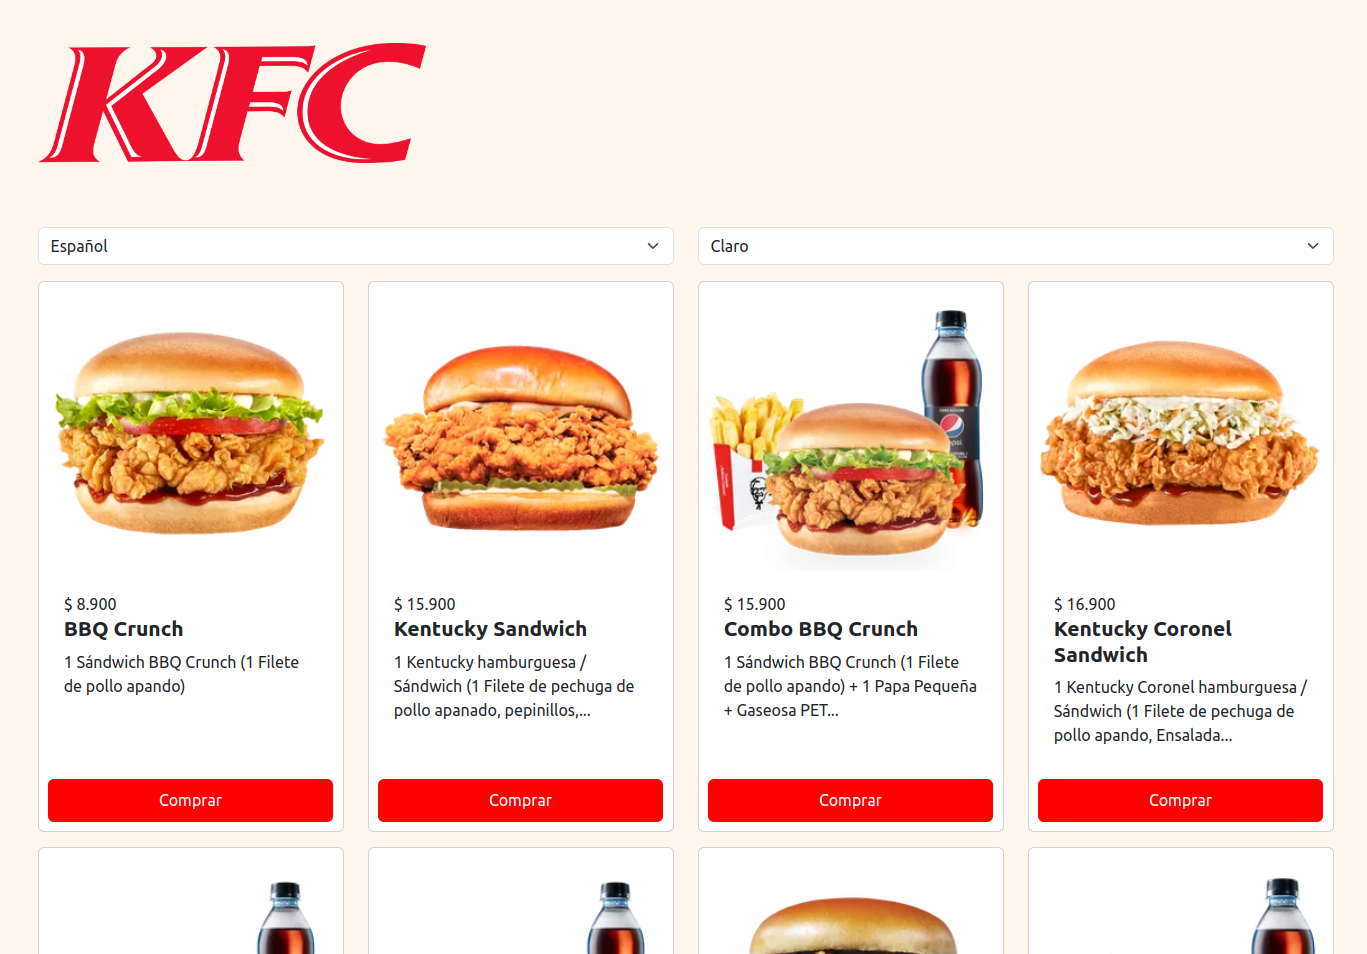 KFC
Español
Claro
$ 8.900
BBQ Crunch
1 Sándwich BBQ Crunch (1 Filete
de pollo apando)
Comprar
$ 15.900
Kentucky Sandwich
1 Kentucky hamburguesa /
Sándwich (1 Filete de pechuga de
pollo apanado, pepinillos,...
Comprar
$ 15.900
Combo BBQ Crunch
1 Sándwich BBQ Crunch (1 Filete
de pollo apando) + 1 Papa Pequeña
+ Gaseosa PET...
Comprar
$ 16.900
Kentucky Coronel
Sandwich
1 Kentucky Coronel hamburguesa /
Sándwich (1 Filete de pechuga de
pollo apando, Ensalada...
Comprar